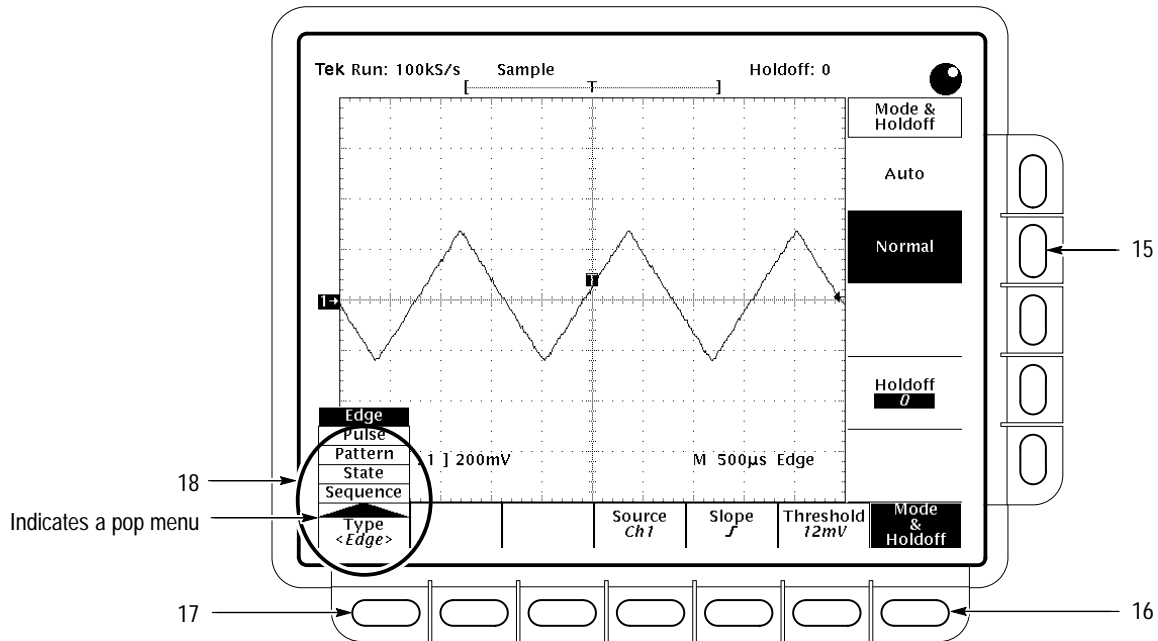 Tek Run: 100kS/s Sample Holdoff: 0
[ T ]
Mode &
Holdoff
Auto
Normal
15
T
1→
Holdoff
0
Edge
Pulse
Pattern
State
Sequence
1 ] 200mV M 500µs Edge
18
Indicates a pop menu
Type
<Edge>
Source
Ch1
Slope
Threshold
12mV
Mode
&
Holdoff
17
16